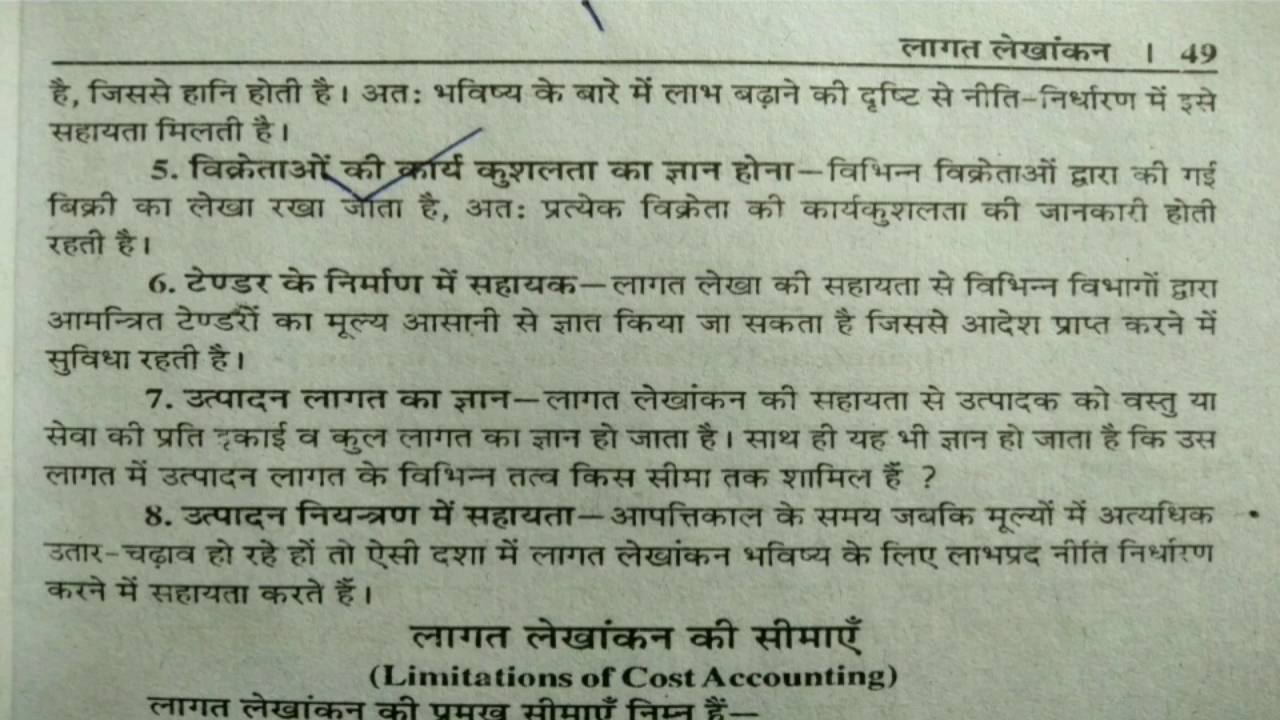 लागत लेखांकन । 49
है, जिससे हानि होती है। अतः भविष्य के बारे में लाभ बढ़ाने की दृष्टि से नीति-निर्धारण में इसे
सहायता मिलती है।
5. विक्रेताओं की कार्य कुशलता का ज्ञान होना—विभिन्न विक्रेताओं द्वारा की गई
बिक्री का लेखा रखा जाता है, अतः प्रत्येक विक्रेता की कार्यकुशलता की जानकारी होती
रहती है।
6. टेण्डर के निर्माण में सहायक—लागत लेखा की सहायता से विभिन्न विभागों द्वारा
आमन्त्रित टेण्डरों का मूल्य आसानी से ज्ञात किया जा सकता है जिससे आदेश प्राप्त करने में
सुविधा रहती है।
7. उत्पादन लागत का ज्ञान—लागत लेखांकन की सहायता से उत्पादक को वस्तु या
सेवा की प्रति इकाई व कुल लागत का ज्ञान हो जाता है। साथ ही यह भी ज्ञान हो जाता है कि उस
लागत में उत्पादन लागत के विभिन्न तत्व किस सीमा तक शामिल हैं ?
8. उत्पादन नियन्त्रण में सहायता—आपत्तिकाल के समय जबकि मूल्यों में अत्यधिक
उतार-चढ़ाव हो रहे हों तो ऐसी दशा में लागत लेखांकन भविष्य के लिए लाभप्रद नीति निर्धारण
करने में सहायता करते हैं।
लागत लेखांकन की सीमाएँ
(Limitations of Cost Accounting)
लागत लेखांकन की प्रमुख सीमाएँ निम्न हैं—